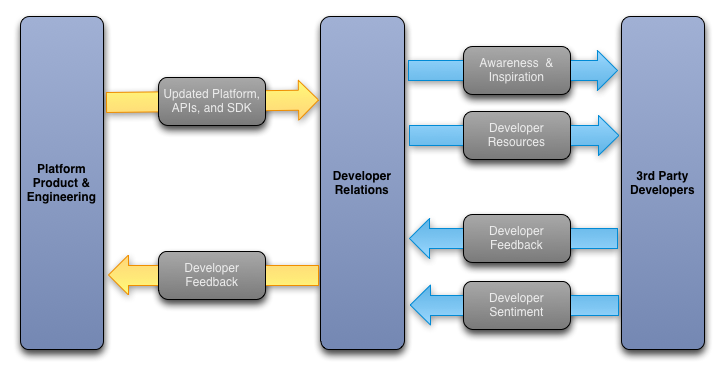 Platform
Product &
Engineering
Updated Platform,
APIs, and SDK
Developer
Feedback
Developer
Relations
Awareness &
Inspiration
Developer
Resources
Developer
Feedback
Developer
Sentiment
3rd Party
Developers